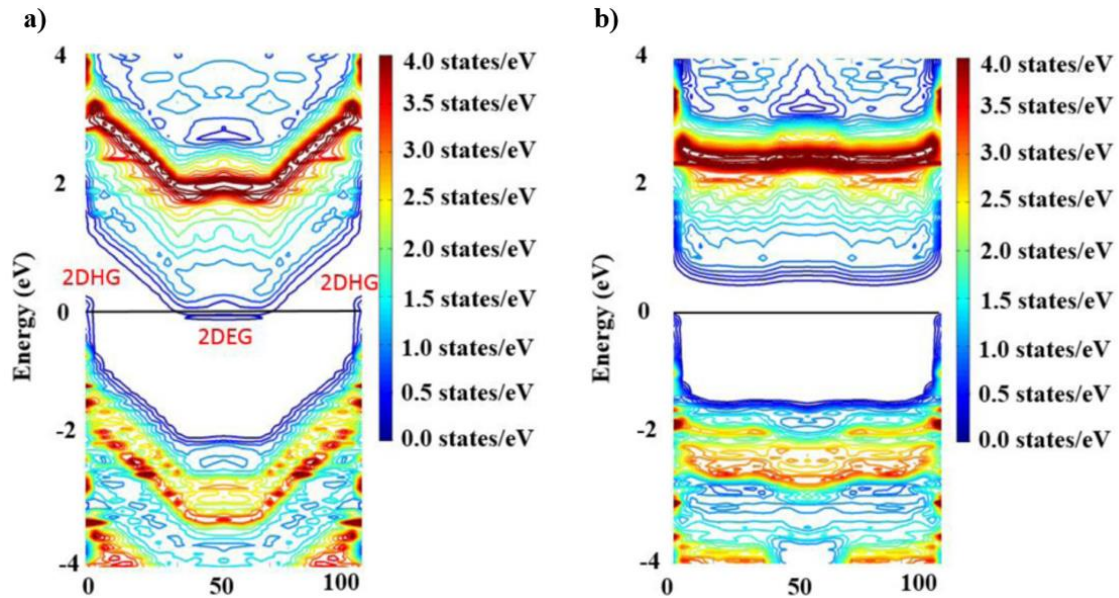 a)
4
2
0
-2
-4
Energy (eV)
2DHG
2DHG
2DEG
0
50
100
4.0 states/eV
3.5 states/eV
3.0 states/eV
2.5 states/eV
2.0 states/eV
1.5 states/eV
1.0 states/eV
0.5 states/eV
0.0 states/eV
b)
4
2
0
-2
-4
Energy (eV)
0
50
100
4.0 states/eV
3.5 states/eV
3.0 states/eV
2.5 states/eV
2.0 states/eV
1.5 states/eV
1.0 states/eV
0.5 states/eV
0.0 states/eV